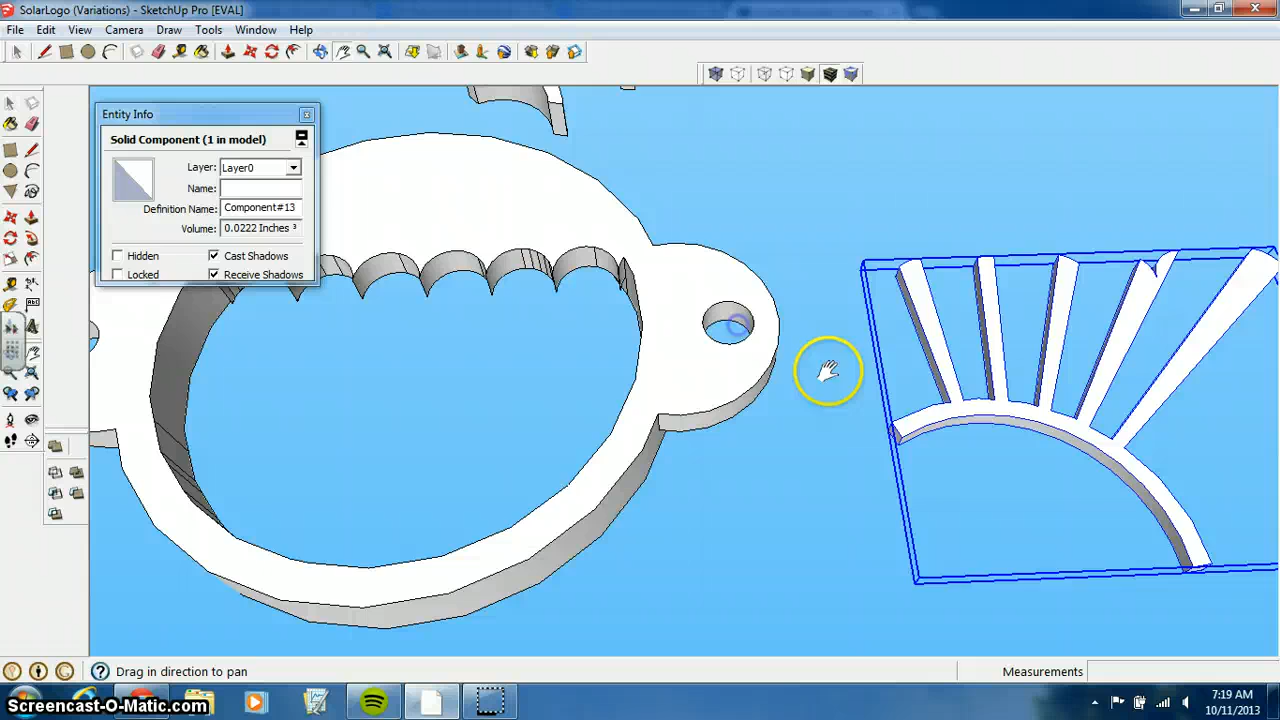 SolarLogo (Variations) - SketchUp Pro [EVAL]
File Edit View Camera Draw Tools Window Help
Entity Info
Solid Component (1 in model)
Layer: Layer0
Name:
Definition Name: Component#13
Volume: 0.0222 Inches ³
Hidden Cast Shadows
Locked Receive Shadows
Drag in direction to pan Measurements
Screencast-O-Matic.com
7:19 AM
10/11/2013